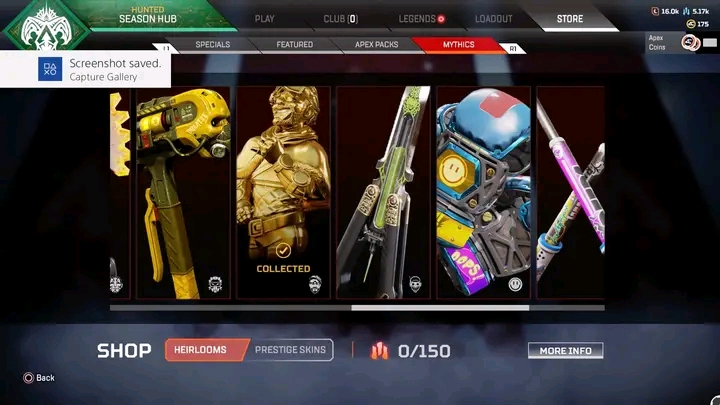 HUNTED
SEASON HUB
PLAY
CLUB [0]
LEGENDS
LOADOUT
STORE
16.0k
5.17k
175
L1
SPECIALS
FEATURED
APEX PACKS
MYTHICS
R1
Apex
Coins
Screenshot saved.
Capture Gallery
COLLECTED
OOPS!
SHOP
HEIRLOOMS
PRESTIGE SKINS
0/150
MORE INFO
Back